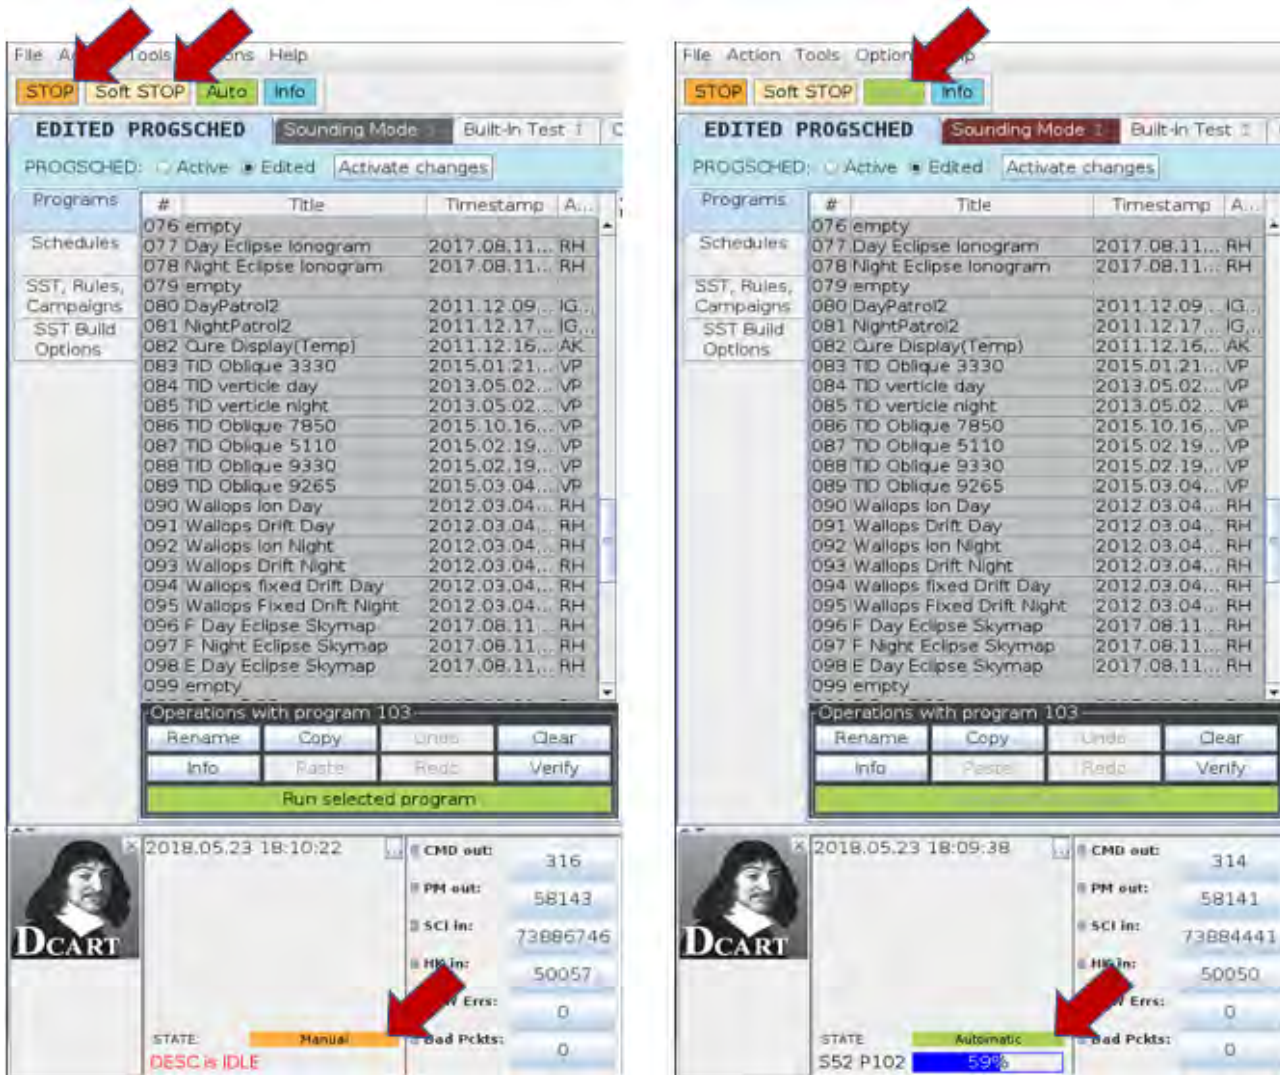 File A Tools ons Help
STOP Soft STOP Auto Info
EDITED PROGSCHED Sounding Mode Built-In Test
PROGSCHED: Active Edited Activate changes
Programs
Schedules
SST, Rules,
Campaigns
SST Build
Options
# Title Timestamp A...
076 empty
077 Day Eclipse Ionogram 2017.08.11... RH
078 Night Eclipse Ionogram 2017.08.11... RH
079 empty
080 DayPatrol2 2011.12.09... IG...
081 NightPatrol2 2011.12.17... IG...
082 Qure Display(Temp) 2011.12.16... AK
083 TID Oblique 3330 2015.01.21... VP
084 TID verticle day 2013.05.02... VP
085 TID verticle night 2013.05.02... VP
086 TID Oblique 7850 2015.10.16... VP
087 TID Oblique 5110 2015.02.19... VP
088 TID Oblique 9330 2015.02.19... VP
089 TID Oblique 9265 2015.03.04... VP
090 Wallops Ion Day 2012.03.04... RH
091 Wallops Drift Day 2012.03.04... RH
092 Wallops Ion Night 2012.03.04... RH
093 Wallops Drift Night 2012.03.04... RH
094 Wallops fixed Drift Day 2012.03.04... RH
095 Wallops Fixed Drift Night 2012.03.04... RH
096 F Day Eclipse Skymap 2017.08.11... RH
097 F Night Eclipse Skymap 2017.08.11... RH
098 E Day Eclipse Skymap 2017.08.11... RH
099 empty
Operations with program 103
Rename Copy Undo Clear
Info Paste Redo Verify
Run selected program
DCART
2018.05.23 18:10:22 ...
STATE: Manual
DESC is IDLE
CMD out: 316
PM out: 58143
SCI in: 73886746
HK in: 50057
Errs: 0
Bad Pckts: 0
File Action Tools Option
STOP Soft STOP Info
EDITED PROGSCHED Sounding Mode Built-In Test
PROGSCHED: Active Edited Activate changes
Programs
Schedules
SST, Rules,
Campaigns
SST Build
Options
# Title Timestamp A...
076 empty
077 Day Eclipse Ionogram 2017.08.11... RH
078 Night Eclipse Ionogram 2017.08.11... RH
079 empty
080 DayPatrol2 2011.12.09... IG...
081 NightPatrol2 2011.12.17... IG...
082 Qure Display(Temp) 2011.12.16... AK
083 TID Oblique 3330 2015.01.21... VP
084 TID verticle day 2013.05.02... VP
085 TID verticle night 2013.05.02... VP
086 TID Oblique 7850 2015.10.16... VP
087 TID Oblique 5110 2015.02.19... VP
088 TID Oblique 9330 2015.02.19... VP
089 TID Oblique 9265 2015.03.04... VP
090 Wallops Ion Day 2012.03.04... RH
091 Wallops Drift Day 2012.03.04... RH
092 Wallops Ion Night 2012.03.04... RH
093 Wallops Drift Night 2012.03.04... RH
094 Wallops fixed Drift Day 2012.03.04... RH
095 Wallops Fixed Drift Night 2012.03.04... RH
096 F Day Eclipse Skymap 2017.08.11... RH
097 F Night Eclipse Skymap 2017.08.11... RH
098 E Day Eclipse Skymap 2017.08.11... RH
099 empty
Operations with program 103
Rename Copy Undo Clear
Info Paste Redo Verify
DCART
2018.05.23 18:09:38 ...
STATE Automatic
S52 P102 59%
CMD out: 314
PM out: 58141
SCI in: 73884441
HK in: 50050
Errs: 0
Bad Pckts: 0